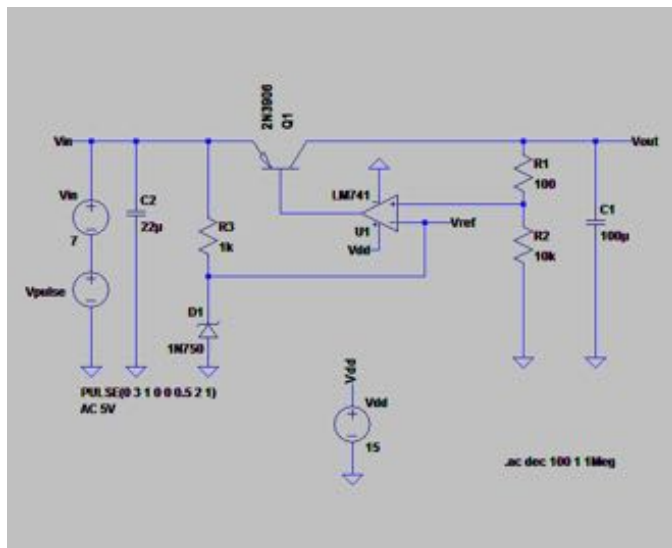 2N3906
Q1
Vin
Vout
Vin
7
C2
22µ
R3
1k
LM741
U1
Vdd
Vref
R1
100
R2
10k
C1
100µ
Vpulse
D1
1N750
PULSE(0 3 1 0 0 0.5 2 1)
AC 5V
Vdd
Vdd
15
.ac dec 100 1 1Meg